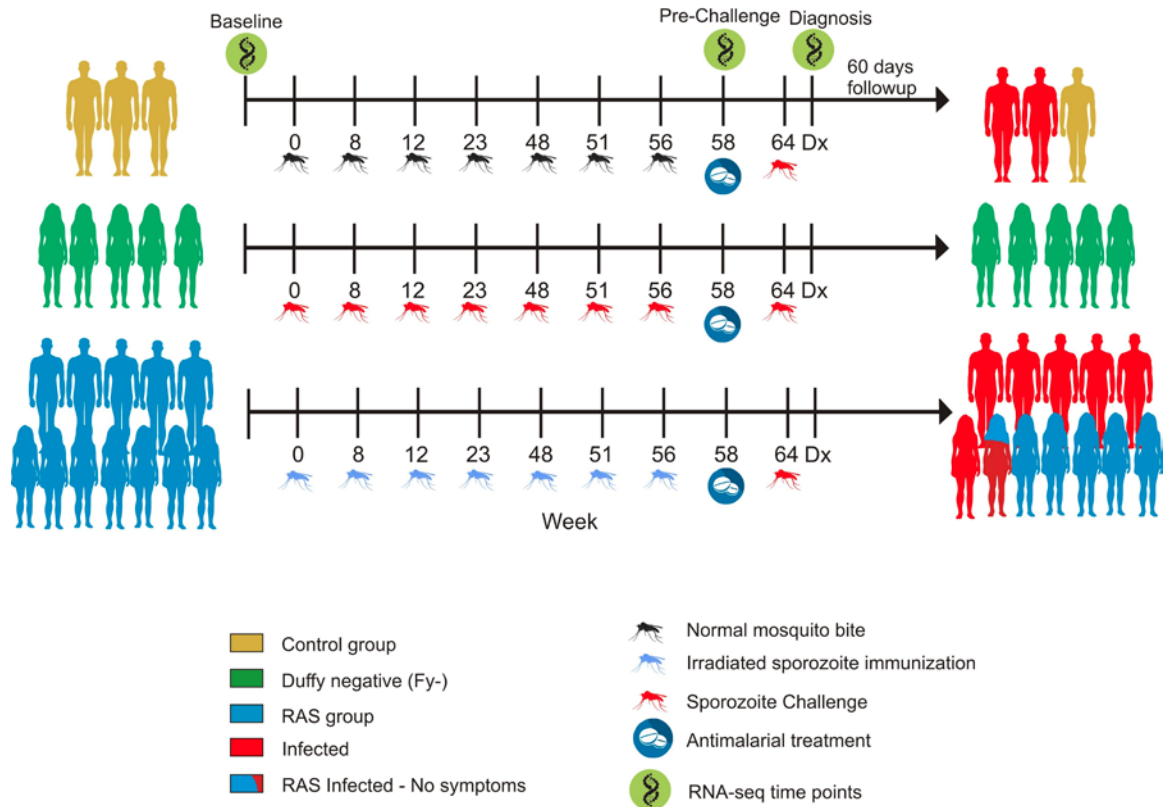 Baseline
Pre-Challenge
Diagnosis
60 days
followup
0 8 12 23 48 51 56 58 64 Dx
0 8 12 23 48 51 56 58 64 Dx
0 8 12 23 48 51 56 58 64 Dx
Week
Control group
Duffy negative (Fy-)
RAS group
Infected
RAS Infected - No symptoms
Normal mosquito bite
Irradiated sporozoite immunization
Sporozoite Challenge
Antimalarial treatment
RNA-seq time points